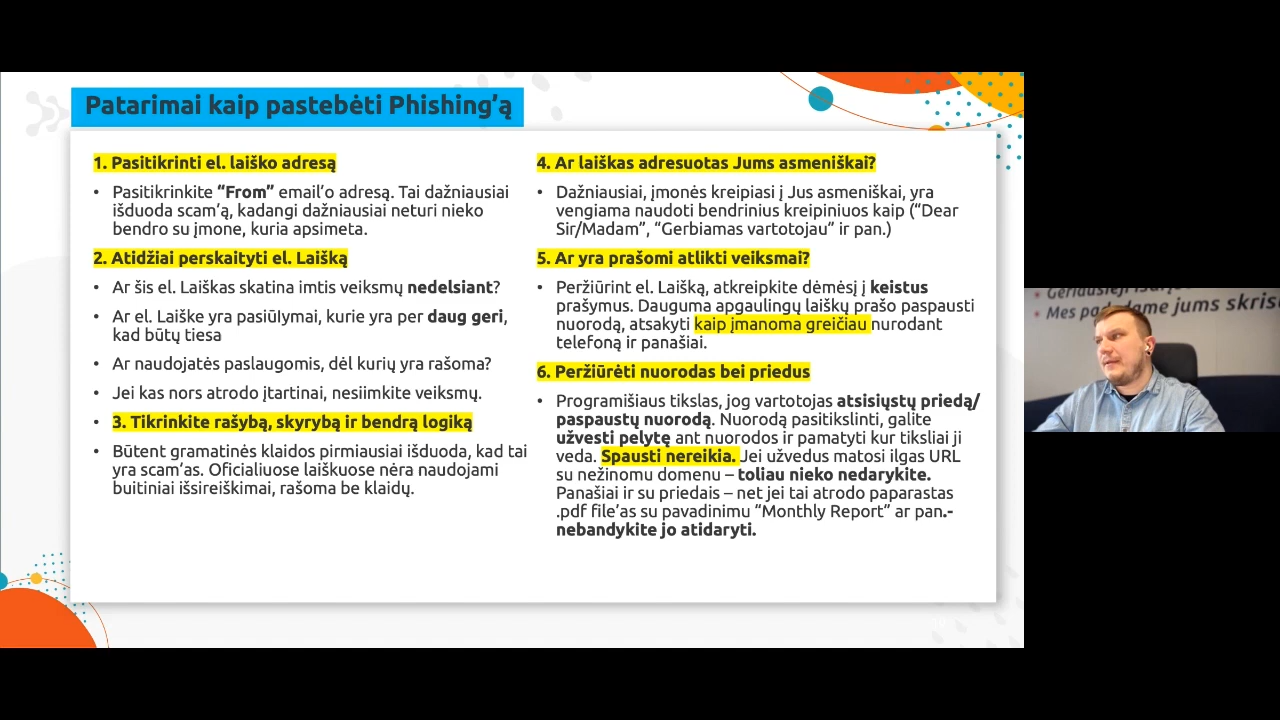 Patarimai kaip pastebėti Phishing’ą
1. Pasitikrinti el. laiško adresą
• Pasitikrinkite “From” email’o adresą. Tai dažniausiai
išduoda scam’ą, kadangi dažniausiai neturi nieko
bendro su įmone, kuria apsimeta.
2. Atidžiai perskaityti el. Laišką
• Ar šis el. Laiškas skatina imtis veiksmų nedelsiant?
• Ar el. Laiške yra pasiūlymai, kurie yra per daug geri,
kad būtų tiesa
• Ar naudojatės paslaugomis, dėl kurių yra rašoma?
• Jei kas nors atrodo įtartinai, nesiimkite veiksmų.
• 3. Tikrinkite rašybą, skyrybą ir bendrą logiką
• Būtent gramatinės klaidos pirmiausiai išduoda, kad tai
yra scam’as. Oficialiuose laiškuose nėra naudojami
buitiniai išsireiškimai, rašoma be klaidų.
4. Ar laiškas adresuotas Jums asmeniškai?
• Dažniausiai, įmonės kreipiasi į Jus asmeniškai, yra
vengiama naudoti bendrinius kreipiniuos kaip (“Dear
Sir/Madam”, “Gerbiamas vartotojau” ir pan.)
5. Ar yra prašomi atlikti veiksmai?
• Peržiūrint el. Laišką, atkreipkite dėmėsį į keistus
prašymus. Dauguma apgaulingų laiškų prašo paspausti
nuorodą, atsakyti kaip įmanoma greičiau nurodant
telefoną ir panašiai.
6. Peržiūrėti nuorodas bei priedus
• Programišiaus tikslas, jog vartotojas atsisiųstų priedą/
paspaustų nuorodą. Nuorodą pasitikslinti, galite
užvesti pelytę ant nuorodos ir pamatyti kur tiksliai ji
veda. Spausti nereikia. Jei užvedus matosi ilgas URL
su nežinomu domenu – toliau nieko nedarykite.
Panašiai ir su priedais – net jei tai atrodo paparastas
.pdf file’as su pavadinimu “Monthly Report” ar pan.-
nebandykite jo atidaryti.
* Geriausieji
* Mes jums